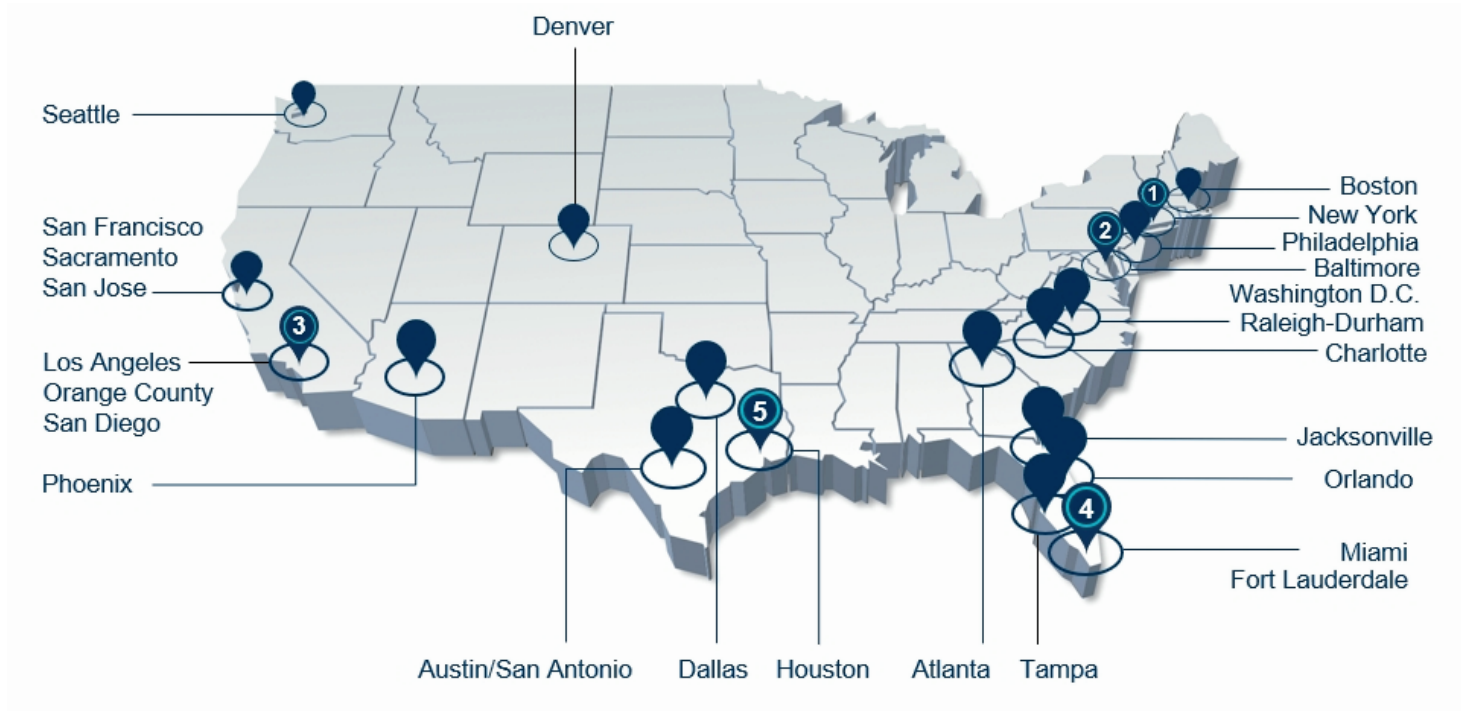 Denver
Seattle
San Francisco
Sacramento
San Jose
3
Los Angeles
Orange County
San Diego
Phoenix
1
2
Boston
New York
Philadelphia
Baltimore
Washington D.C.
Raleigh-Durham
Charlotte
5
Jacksonville
Orlando
4
Miami
Fort Lauderdale
Austin/San Antonio
Dallas
Houston
Atlanta
Tampa